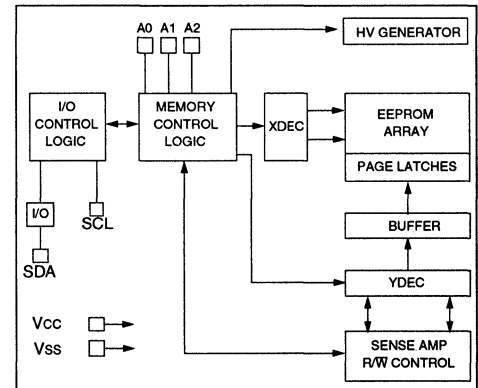 A0 A1 A2
HV GENERATOR
I/O
CONTROL
LOGIC
MEMORY
CONTROL
LOGIC
XDEC
EEPROM
ARRAY
PAGE LATCHES
I/O
SCL
SDA
BUFFER
YDEC
Vcc
Vss
SENSE AMP
R/W̅ CONTROL